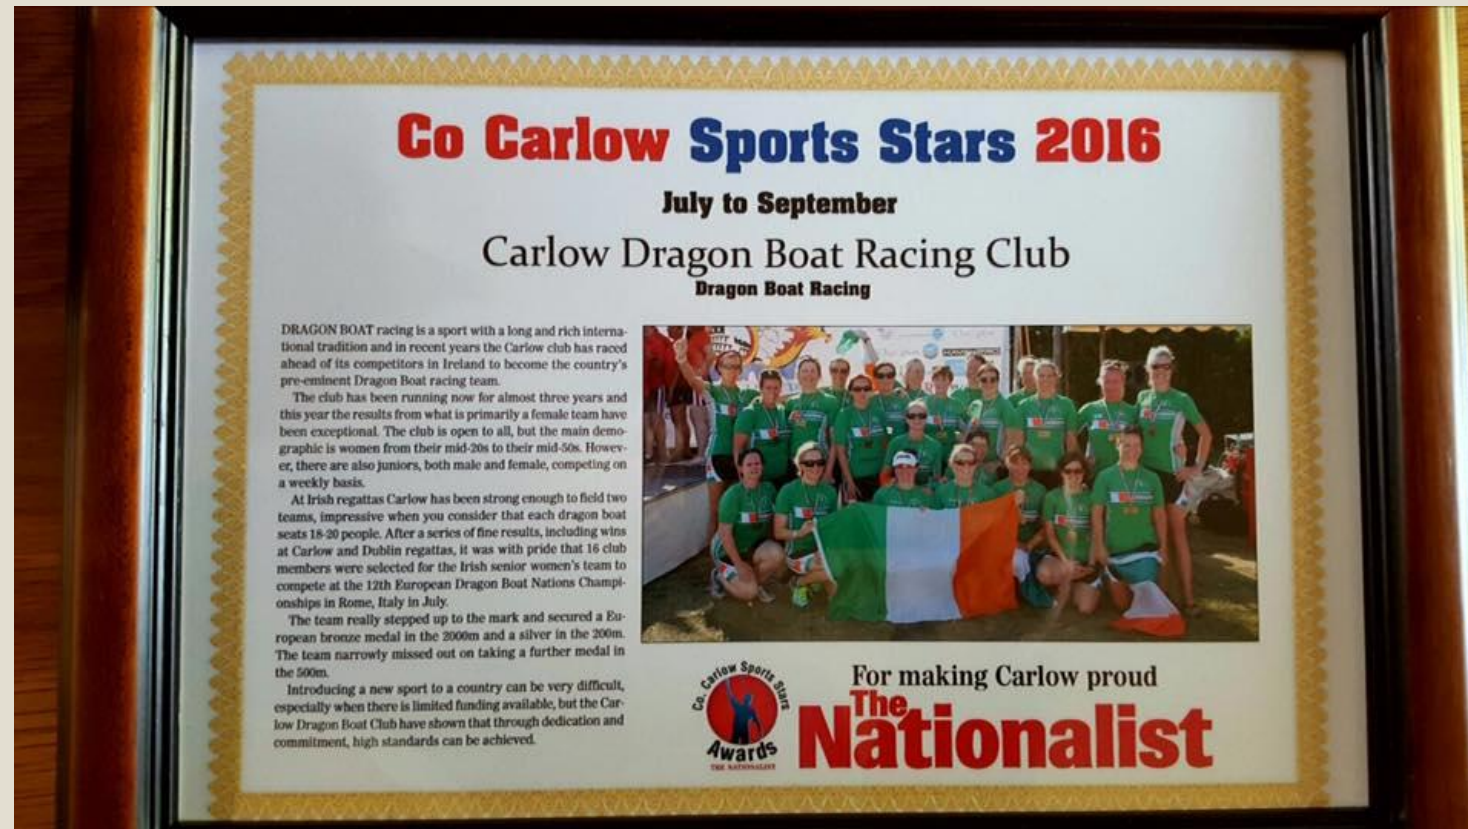 Co Carlow Sports Stars 2016
July to September
Carlow Dragon Boat Racing Club
Dragon Boat Racing
DRAGON BOAT racing is a sport with a long and rich interna-
tional tradition and in recent years the Carlow club has raced
ahead of its competitors in Ireland to become the country's
pre-eminent Dragon Boat racing team.
The club has been running now for almost three years and
this year the results from what is primarily a female team have
been exceptional. The club is open to all, but the main demo-
graphic is women from their mid-20s to their mid-50s. Howev-
er, there are also juniors, both male and female, competing on
a weekly basis.
At Irish regattas Carlow has been strong enough to field two
teams, impressive when you consider that each dragon boat
seats 18-20 people. After a series of fine results, including wins
at Carlow and Dublin regattas, it was with pride that 16 club
members were selected for the Irish senior women's team to
compete at the 12th European Dragon Boat Nations Champi-
onships in Rome, Italy in July.
The team really stepped up to the mark and secured a Eu-
ropean bronze medal in the 2000m and a silver in the 200m.
The team narrowly missed out on taking a further medal in
the 500m.
Introducing a new sport to a country can be very difficult,
especially when there is limited funding available, but the Car-
low Dragon Boat Club have shown that through dedication and
commitment, high standards can be achieved.
Co. Carlow Sports Stars
Awards
THE NATIONALIST
For making Carlow proud
The
Nationalist